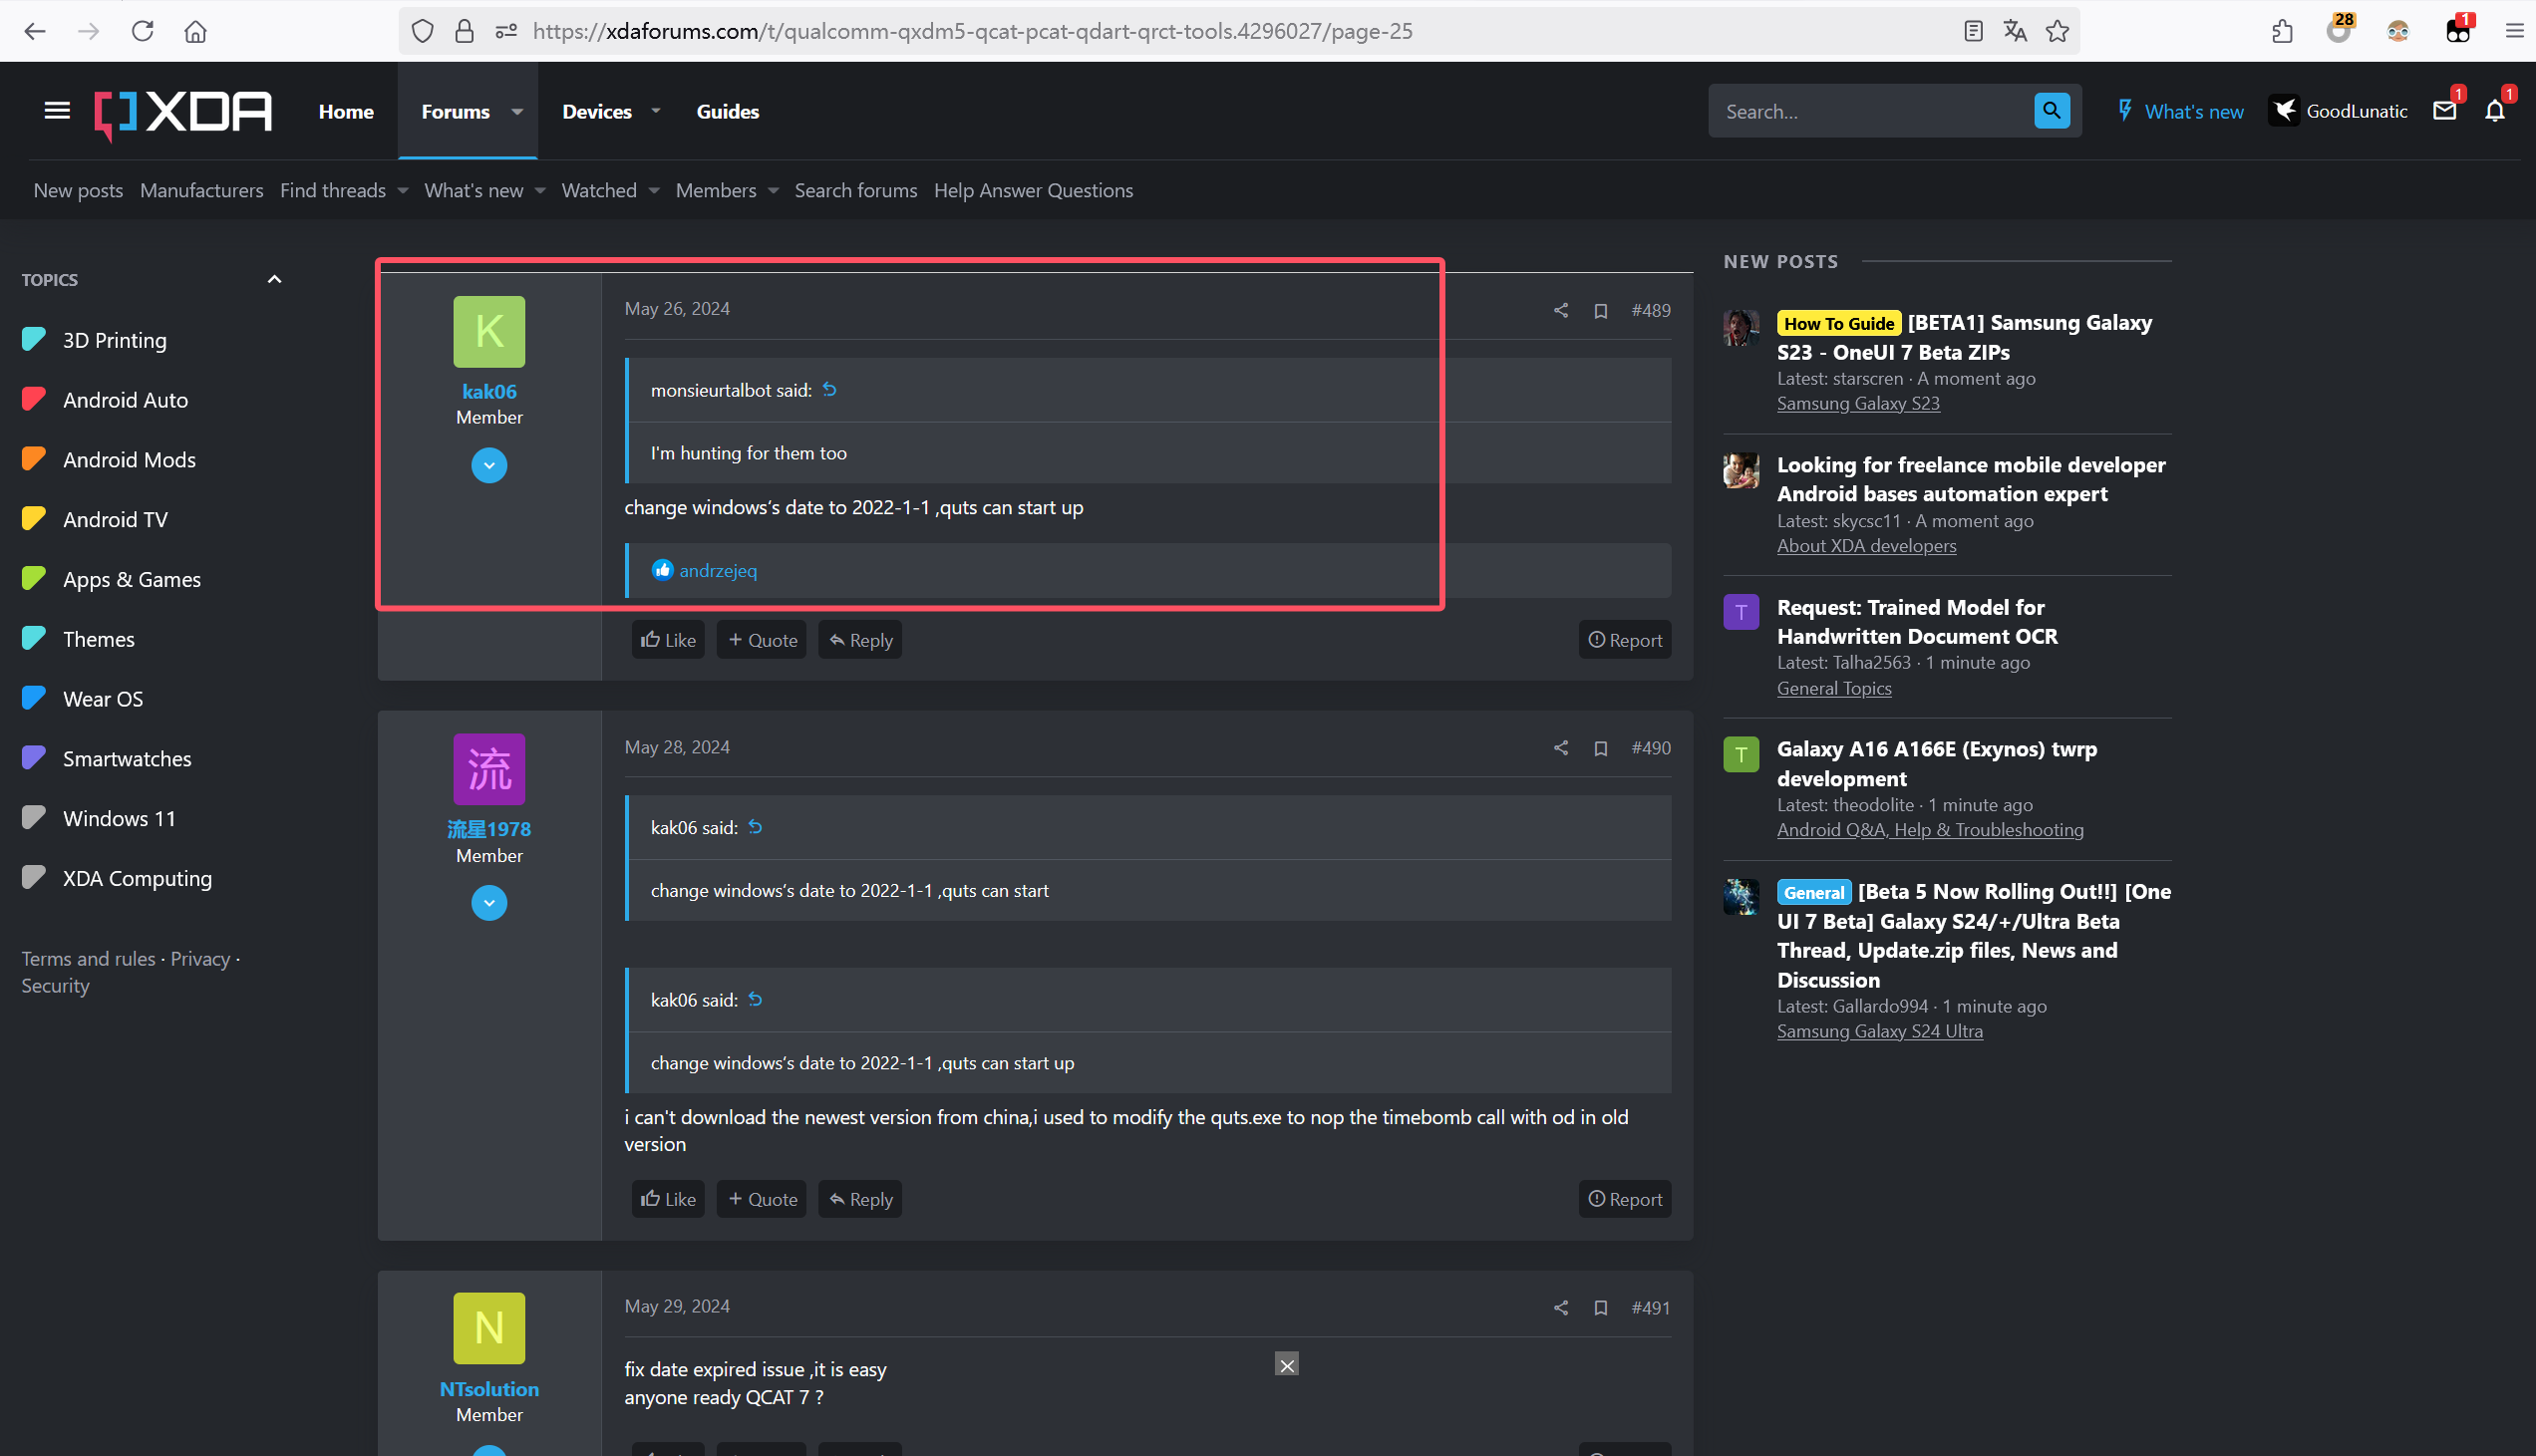 https://xdaforums.com/t/qualcomm-qxdm5-qcat-pcat-qdart-qrct-tools.4296027/page-25
28
1
XDA
Home
Forums
Devices
Guides
Search...
What's new
GoodLunatic
1
1
New posts
Manufacturers
Find threads
What's new
Watched
Members
Search forums
Help Answer Questions
TOPICS
3D Printing
Android Auto
Android Mods
Android TV
Apps & Games
Themes
Wear OS
Smartwatches
Windows 11
XDA Computing
Terms and rules · Privacy ·
Security
K
kak06
Member
May 26, 2024
#489
monsieurtalbot said:
I'm hunting for them too
change windows‘s date to 2022-1-1 ,quts can start up
andrzejeq
Like
+ Quote
Reply
Report
流
流星1978
Member
May 28, 2024
#490
kak06 said:
change windows‘s date to 2022-1-1 ,quts can start
kak06 said:
change windows‘s date to 2022-1-1 ,quts can start up
i can't download the newest version from china,i used to modify the quts.exe to nop the timebomb call with od in old
version
Like
+ Quote
Reply
Report
N
NTsolution
Member
May 29, 2024
#491
fix date expired issue ,it is easy
anyone ready QCAT 7 ?
NEW POSTS
How To Guide [BETA1] Samsung Galaxy
S23 - OneUI 7 Beta ZIPs
Latest: starscren · A moment ago
Samsung Galaxy S23
Looking for freelance mobile developer
Android bases automation expert
Latest: skycsc11 · A moment ago
About XDA developers
T
Request: Trained Model for
Handwritten Document OCR
Latest: Talha2563 · 1 minute ago
General Topics
T
Galaxy A16 A166E (Exynos) twrp
development
Latest: theodolite · 1 minute ago
Android Q&A, Help & Troubleshooting
General [Beta 5 Now Rolling Out!!] [One
UI 7 Beta] Galaxy S24/+/Ultra Beta
Thread, Update.zip files, News and
Discussion
Latest: Gallardo994 · 1 minute ago
Samsung Galaxy S24 Ultra